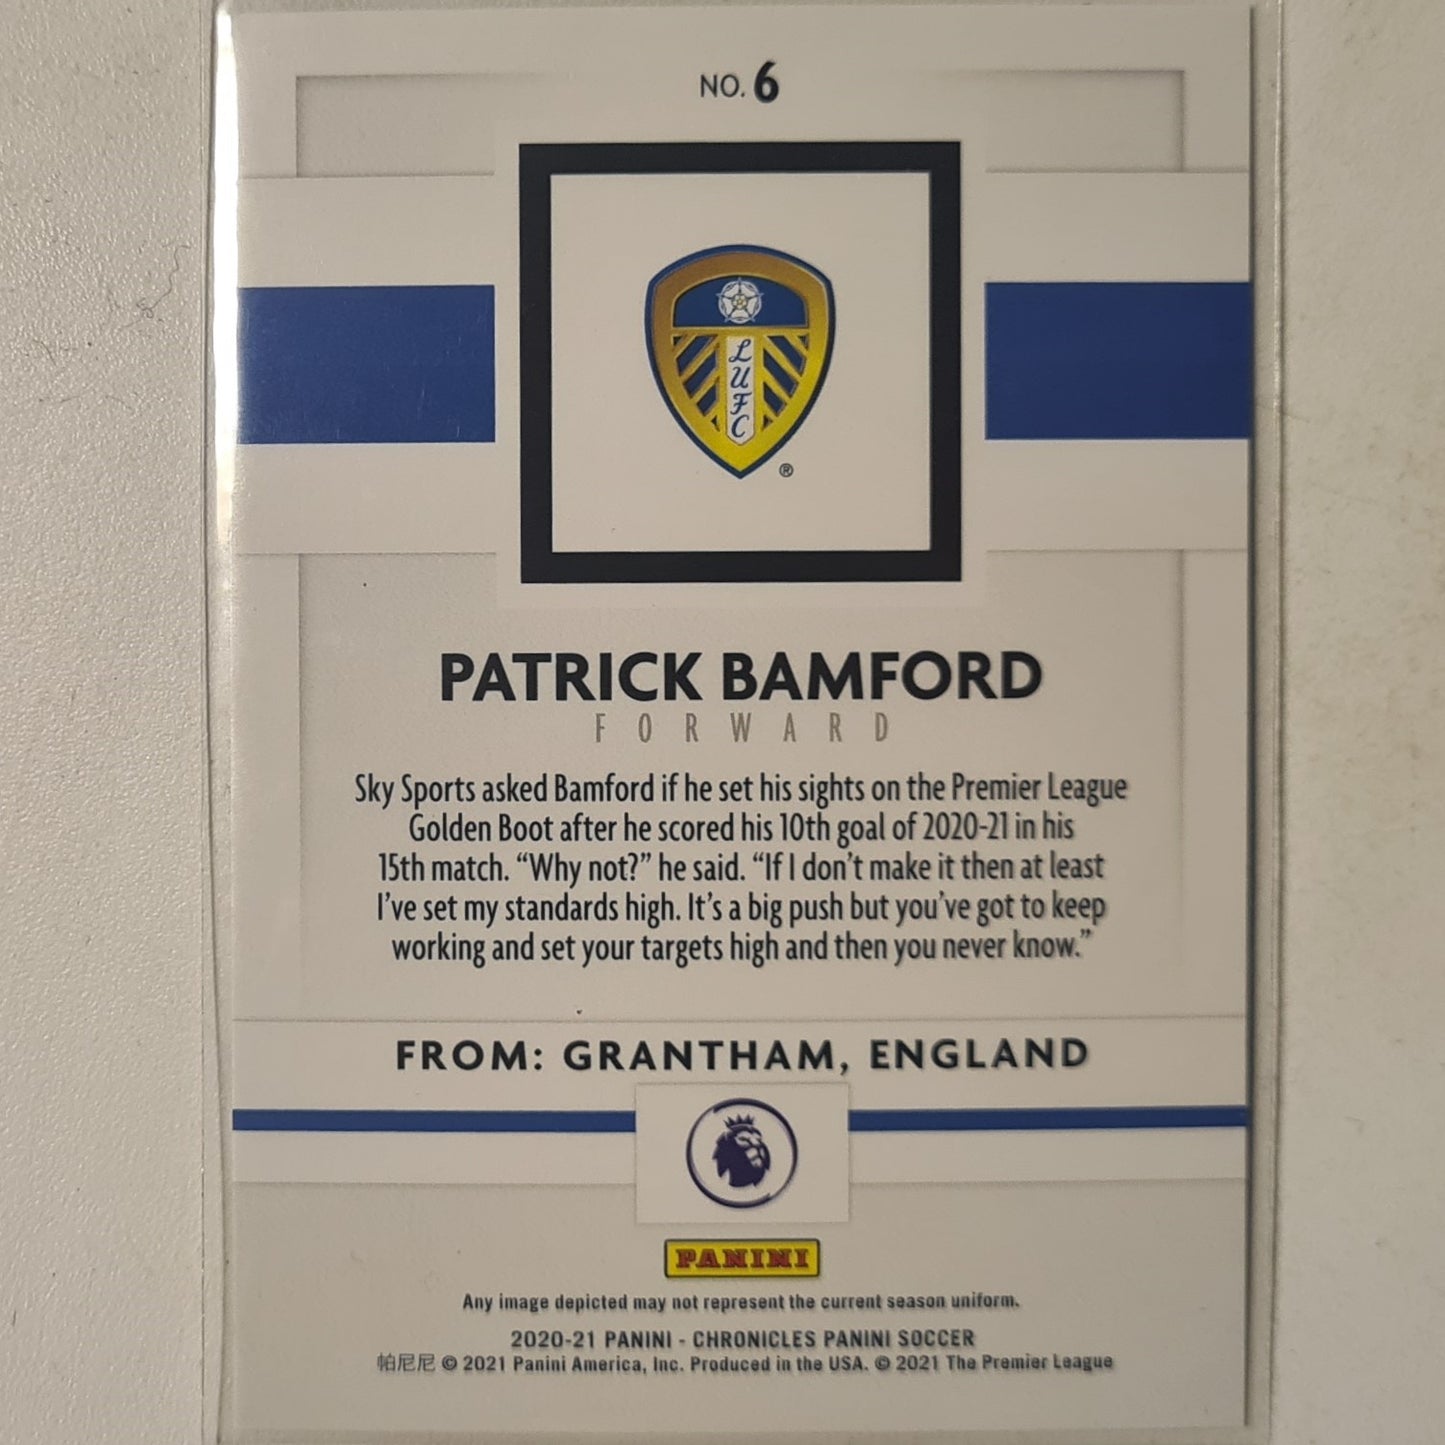 NO. 6
LUFC
®
PATRICK BAMFORD
FORWARD
Sky Sports asked Bamford if he set his sights on the Premier League
Golden Boot after he scored his 10th goal of 2020-21 in his
15th match. “Why not?” he said. “If I don’t make it then at least
I’ve set my standards high. It’s a big push but you’ve got to keep
working and set your targets high and then you never know.”
FROM: GRANTHAM, ENGLAND
PANINI
Any image depicted may not represent the current season uniform.
2020-21 PANINI - CHRONICLES PANINI SOCCER
帕尼尼 © 2021 Panini America, Inc. Produced in the USA. © 2021 The Premier League